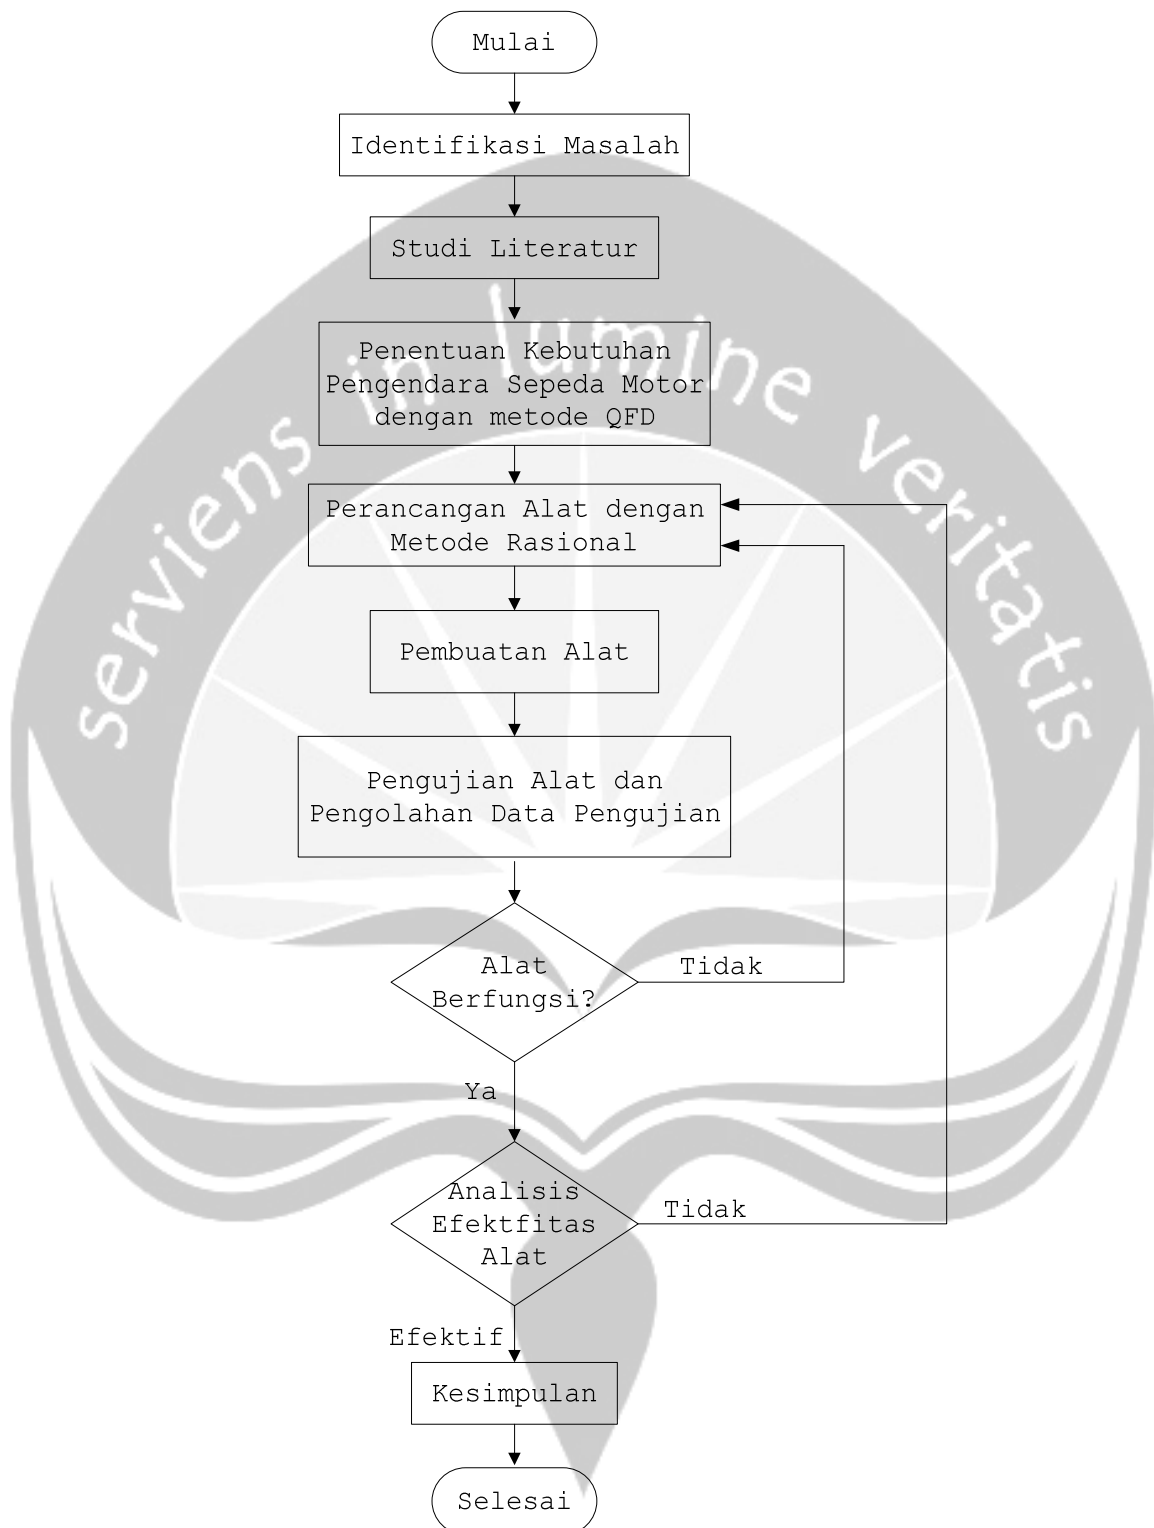 Mulai
Identifikasi Masalah
Studi Literatur
Penentuan Kebutuhan
Pengendara Sepeda Motor
dengan metode QFD
Perancangan Alat dengan
Metode Rasional
Pembuatan Alat
Pengujian Alat dan
Pengolahan Data Pengujian
Alat
Berfungsi?
Tidak
Ya
Analisis
Efektfitas
Alat
Tidak
Efektif
Kesimpulan
Selesai
serviens in lumine veritatis